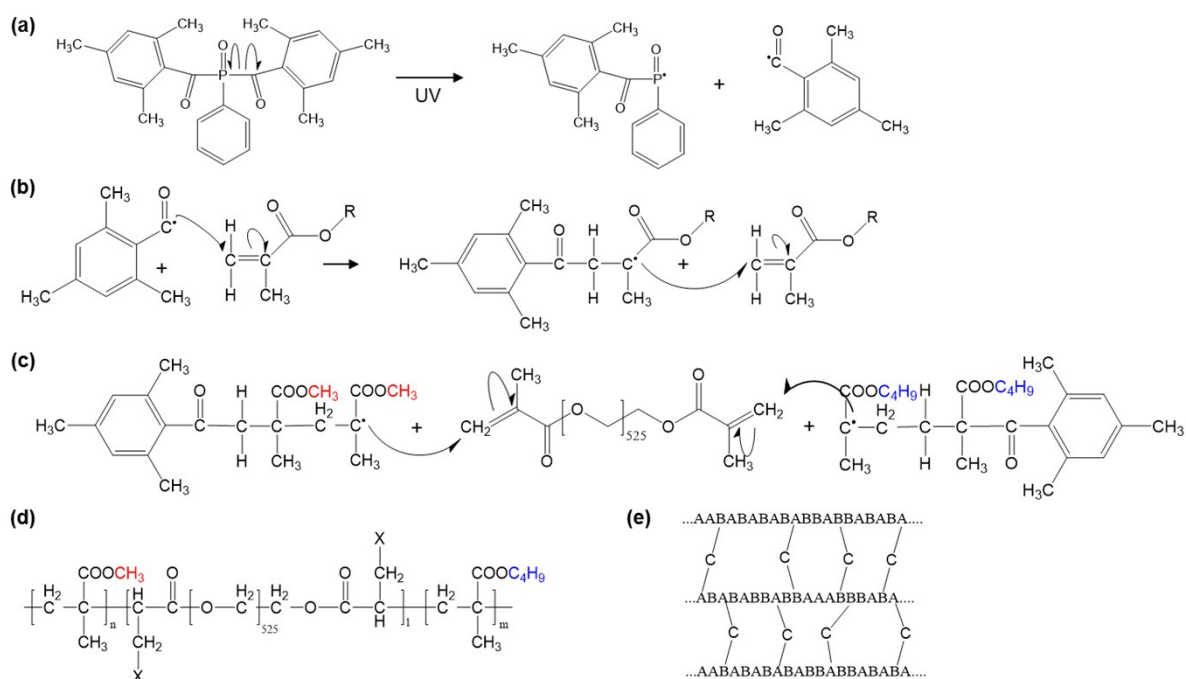 (a)
CH₃ H₃C CH₃ O CH₃
H₃C O CH₃ H₃C O •C
P P•
UV +
O O O
CH₃ H₃C CH₃ H₃C CH₃
(b)
CH₃ O H O R CH₃ O H O R H O R
C• O C O O
+ C C H₃C C C• + C C
H₃C CH₃ H CH₃ H CH₃ H CH₃
CH₃
(c)
CH₃ O H COOCH₃ COOCH₃ CH₃ O COOC₄H₉ H COOC₄H₉ H₃C
H₂ O CH₂ H₂
H₃C C C C C• + O 525 O + C• C C C CH₃
H CH₃ CH₃ CH₂ O CH₃ CH₃ H CH₃ O
CH₃ H₃C
(d)
X
COOCH₃ O O CH₂ COOC₄H₉
H₂ H H₂ H₂ H₂
C C C C O C C O C C C C
CH₃ n CH₂ 525 H l CH₃ m
X
(e)
...AABABABABABBABBABABA....
C C C C
...ABABABBABBAAABBBABA....
C C C C
...AABABABABABBABBABABA....